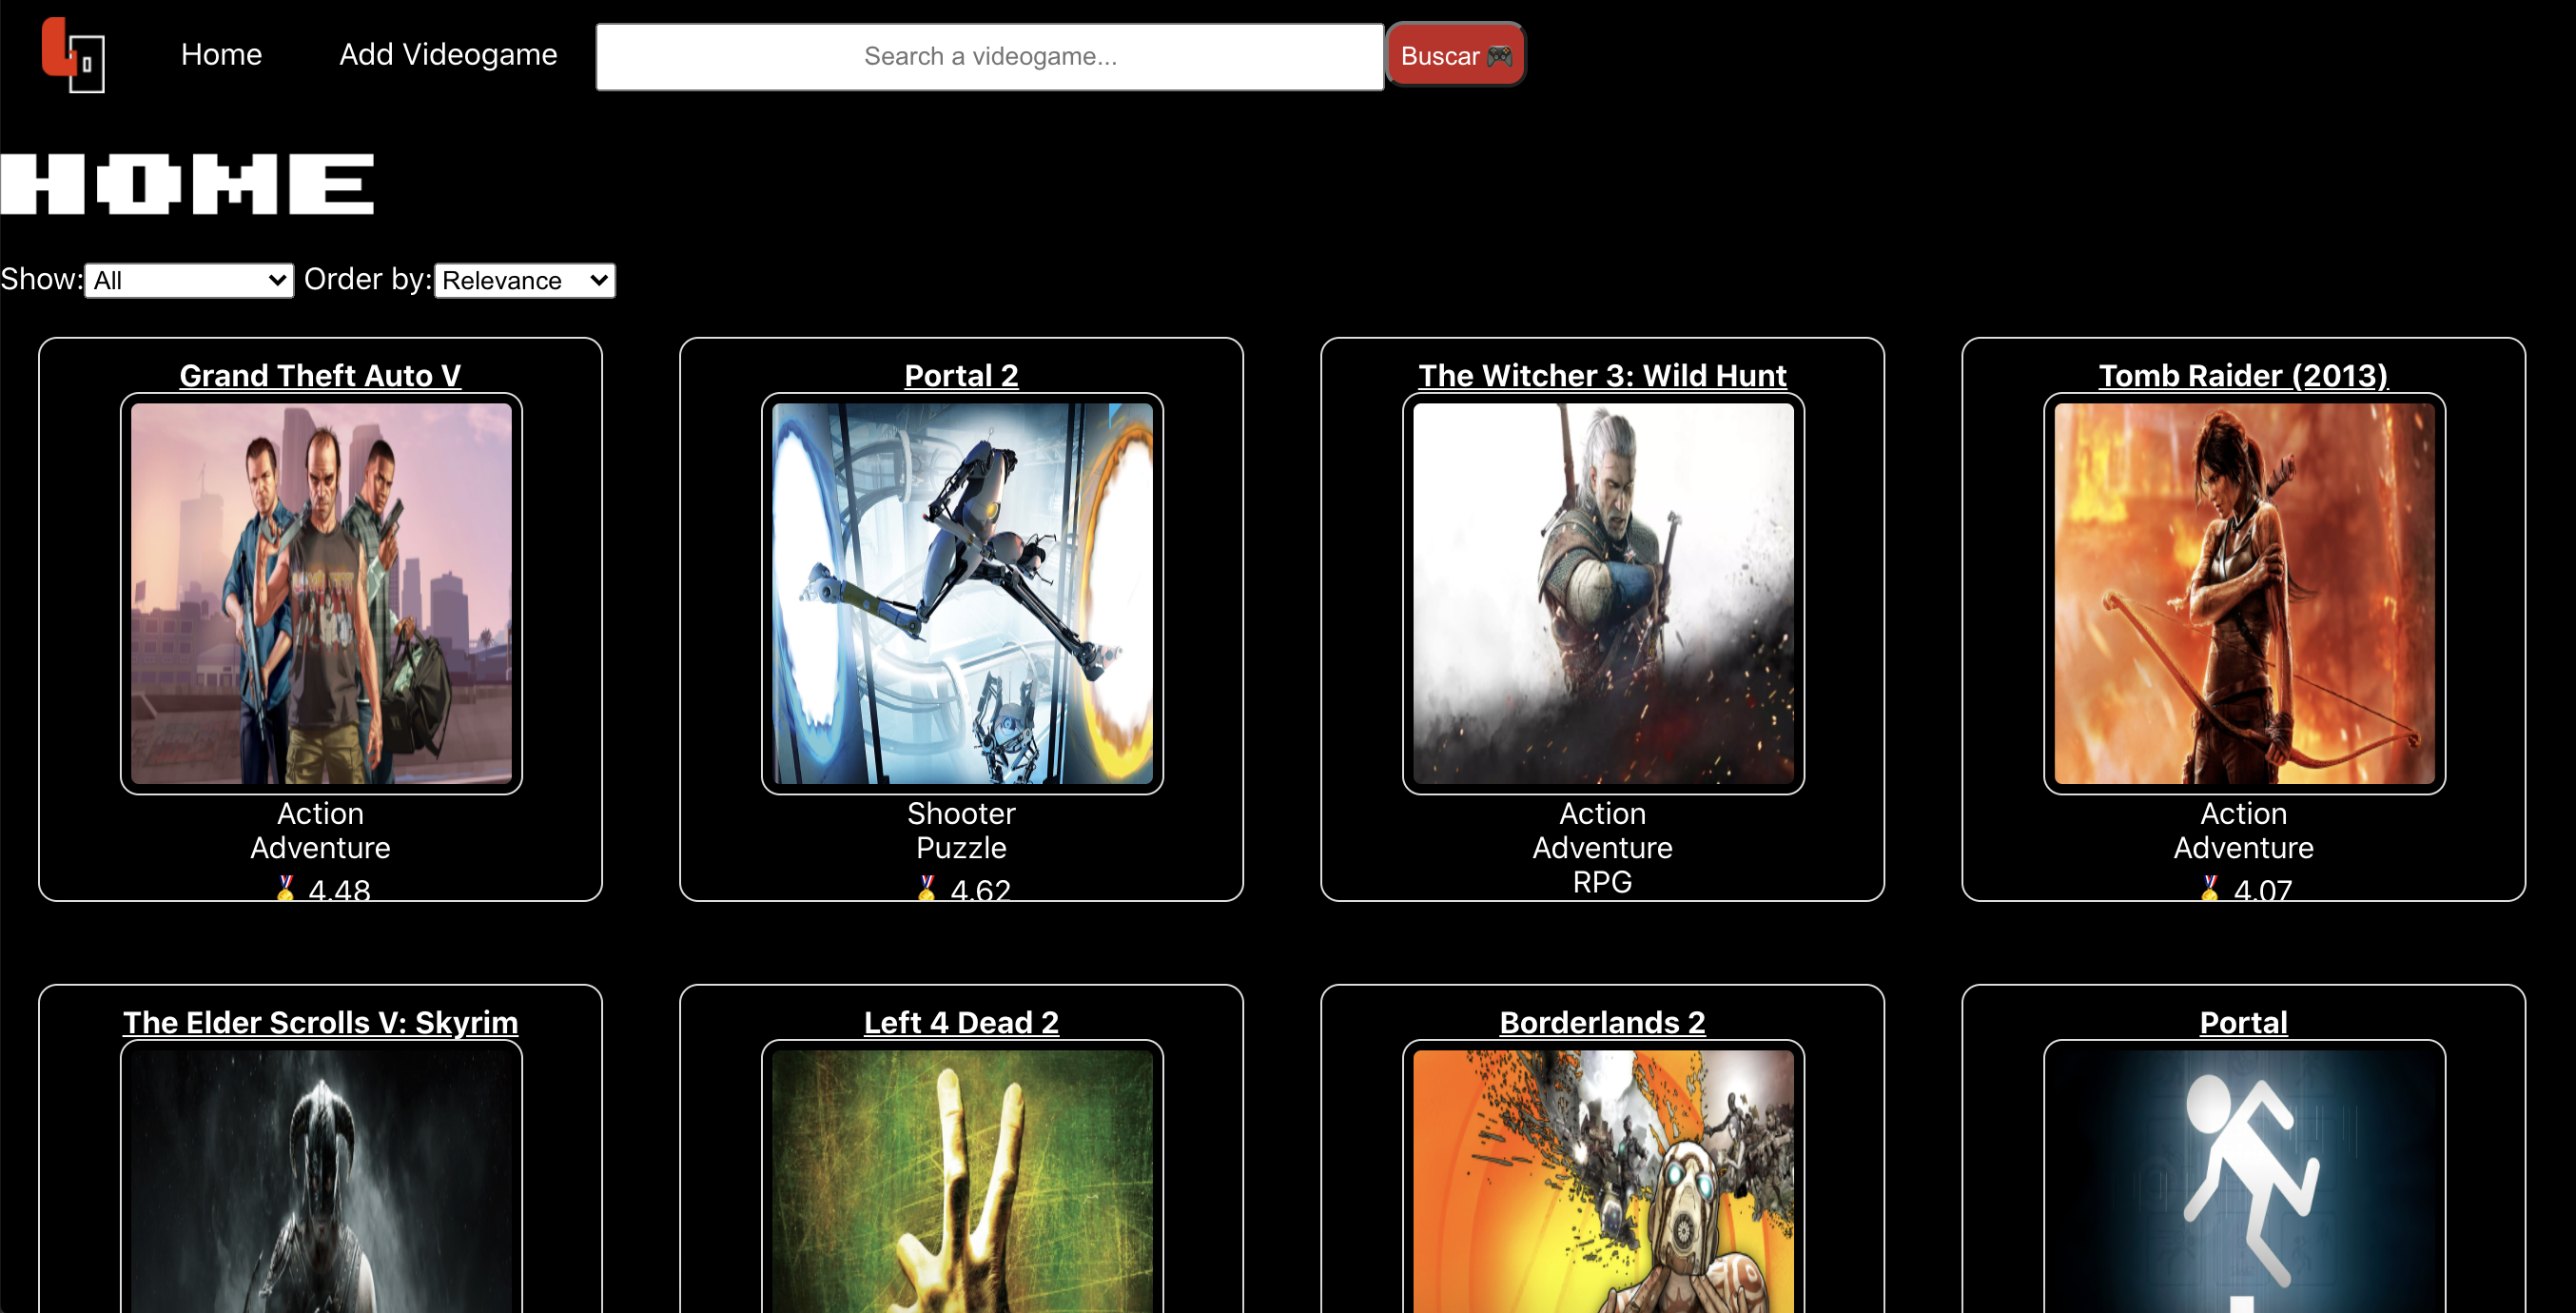 Home
Add Videogame
Search a videogame...
Buscar 🎮
HOME
Show: All Order by: Relevance
Grand Theft Auto V
Action
Adventure
🏅 4.48
Portal 2
Shooter
Puzzle
🏅 4.62
The Witcher 3: Wild Hunt
Action
Adventure
RPG
Tomb Raider (2013)
Action
Adventure
🏅 4.07
The Elder Scrolls V: Skyrim
Left 4 Dead 2
Borderlands 2
Portal